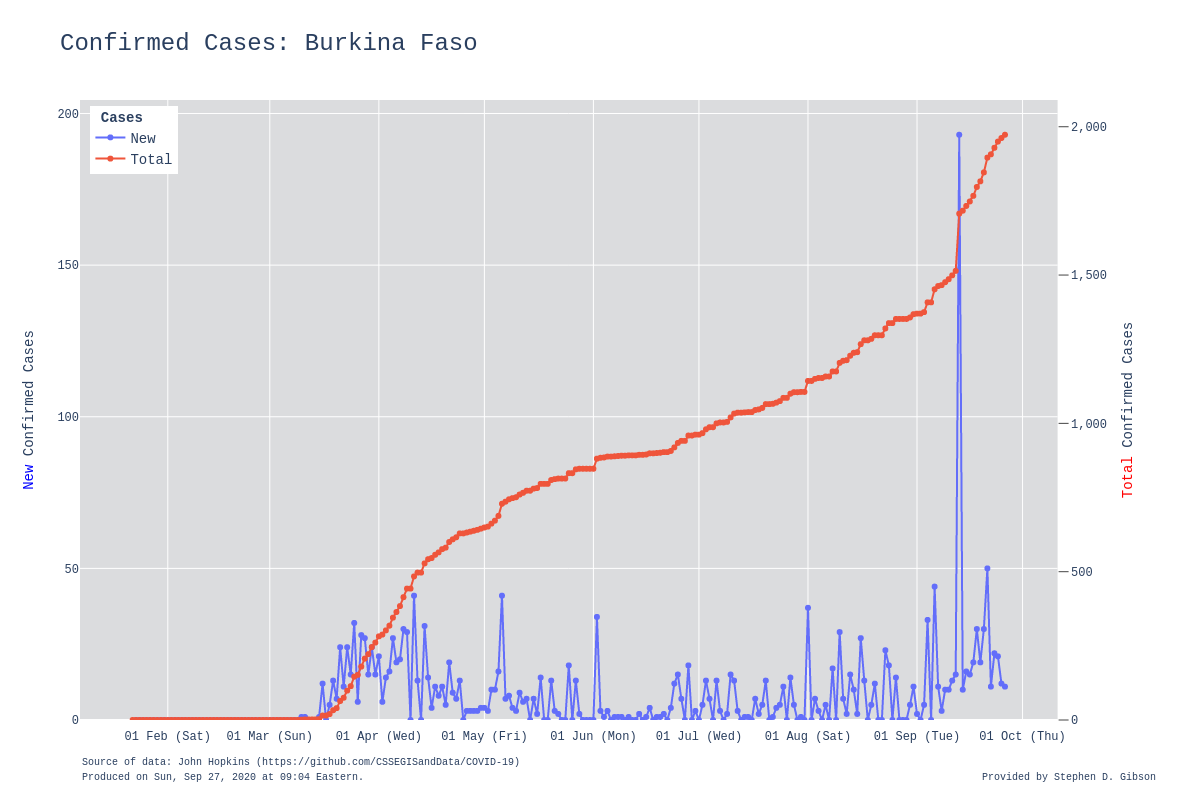 Confirmed Cases: Burkina Faso
Cases
New
Total
200
150
100
50
0
2,000
1,500
1,000
500
0
New Confirmed Cases
Total Confirmed Cases
01 Feb (Sat) 01 Mar (Sun) 01 Apr (Wed) 01 May (Fri) 01 Jun (Mon) 01 Jul (Wed) 01 Aug (Sat) 01 Sep (Tue) 01 Oct (Thu)
Source of data: John Hopkins (https://github.com/CSSEGISandData/COVID-19)
Produced on Sun, Sep 27, 2020 at 09:04 Eastern.
Provided by Stephen D. Gibson